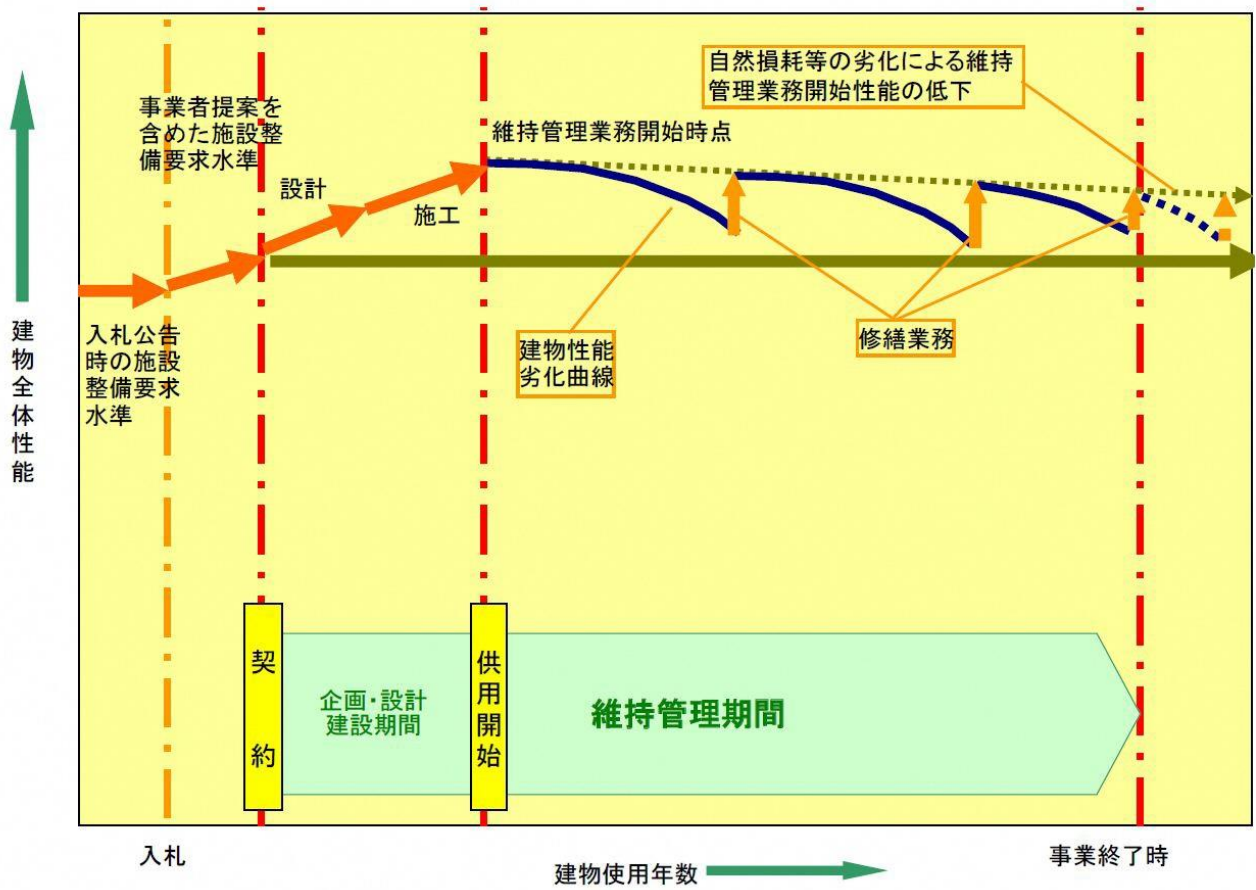 自然損耗等の劣化による維持
管理業務開始性能の低下
事業者提案を
含めた施設整
備要求水準
維持管理業務開始時点
設計
施工
入札公告
時の施設
整備要求
水準
建物性能
劣化曲線
修繕業務
建物全体性能
契約
企画・設計
建設期間
供用開始
維持管理期間
入札
事業終了時
建物使用年数